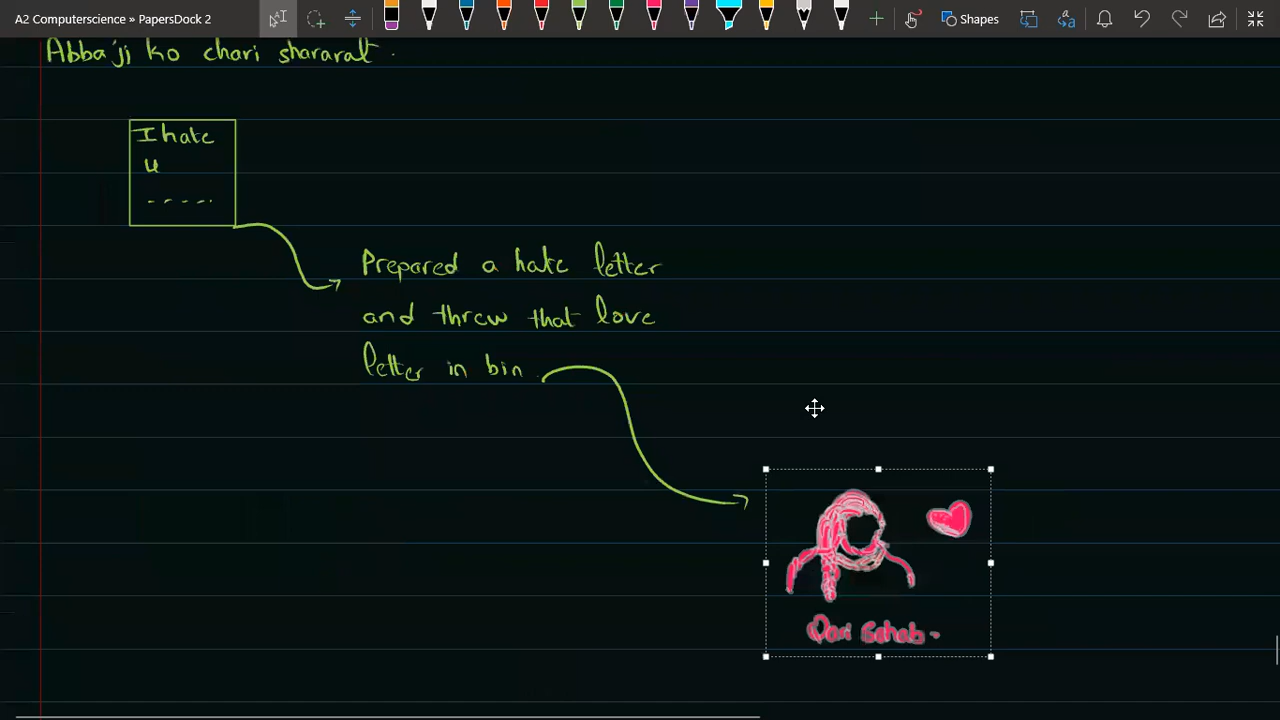 A2 Computerscience » PapersDock 2
Shapes
Abba'ji ko chari shararat.
I hate
u
-----
Prepared a hate letter
and threw that love
letter in bin.
Qari Sahab-